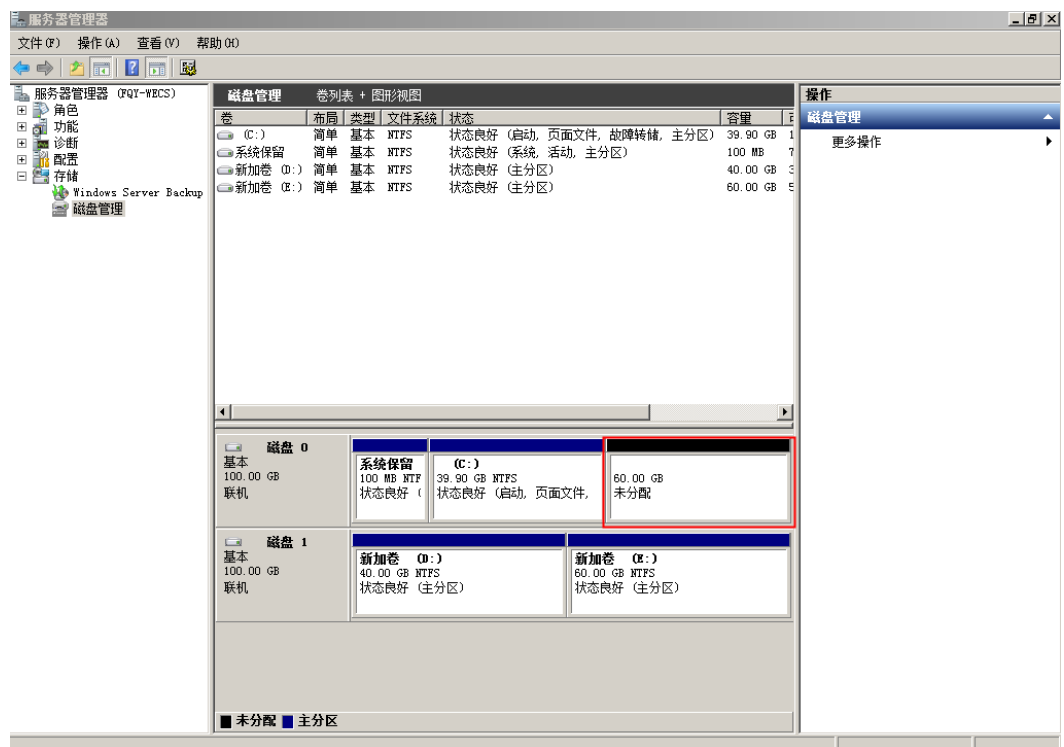 服务器管理器
文件(F) 操作(A) 查看(V) 帮助(H)
服务器管理器 (FQY-WECS)
角色
功能
诊断
配置
存储
Windows Server Backup
磁盘管理
磁盘管理 卷列表 + 图形视图
卷 布局 类型 文件系统 状态 容量
(C:) 简单 基本 NTFS 状态良好 (启动, 页面文件, 故障转储, 主分区) 39.90 GB 1
系统保留 简单 基本 NTFS 状态良好 (系统, 活动, 主分区) 100 MB 7
新加卷 (D:) 简单 基本 NTFS 状态良好 (主分区) 40.00 GB 3
新加卷 (E:) 简单 基本 NTFS 状态良好 (主分区) 60.00 GB 5
磁盘 0
基本
100.00 GB
联机
系统保留
100 MB NTF
状态良好 (
(C:)
39.90 GB NTFS
状态良好 (启动, 页面文件,
60.00 GB
未分配
磁盘 1
基本
100.00 GB
联机
新加卷 (D:)
40.00 GB NTFS
状态良好 (主分区)
新加卷 (E:)
60.00 GB NTFS
状态良好 (主分区)
未分配 主分区
操作
磁盘管理
更多操作